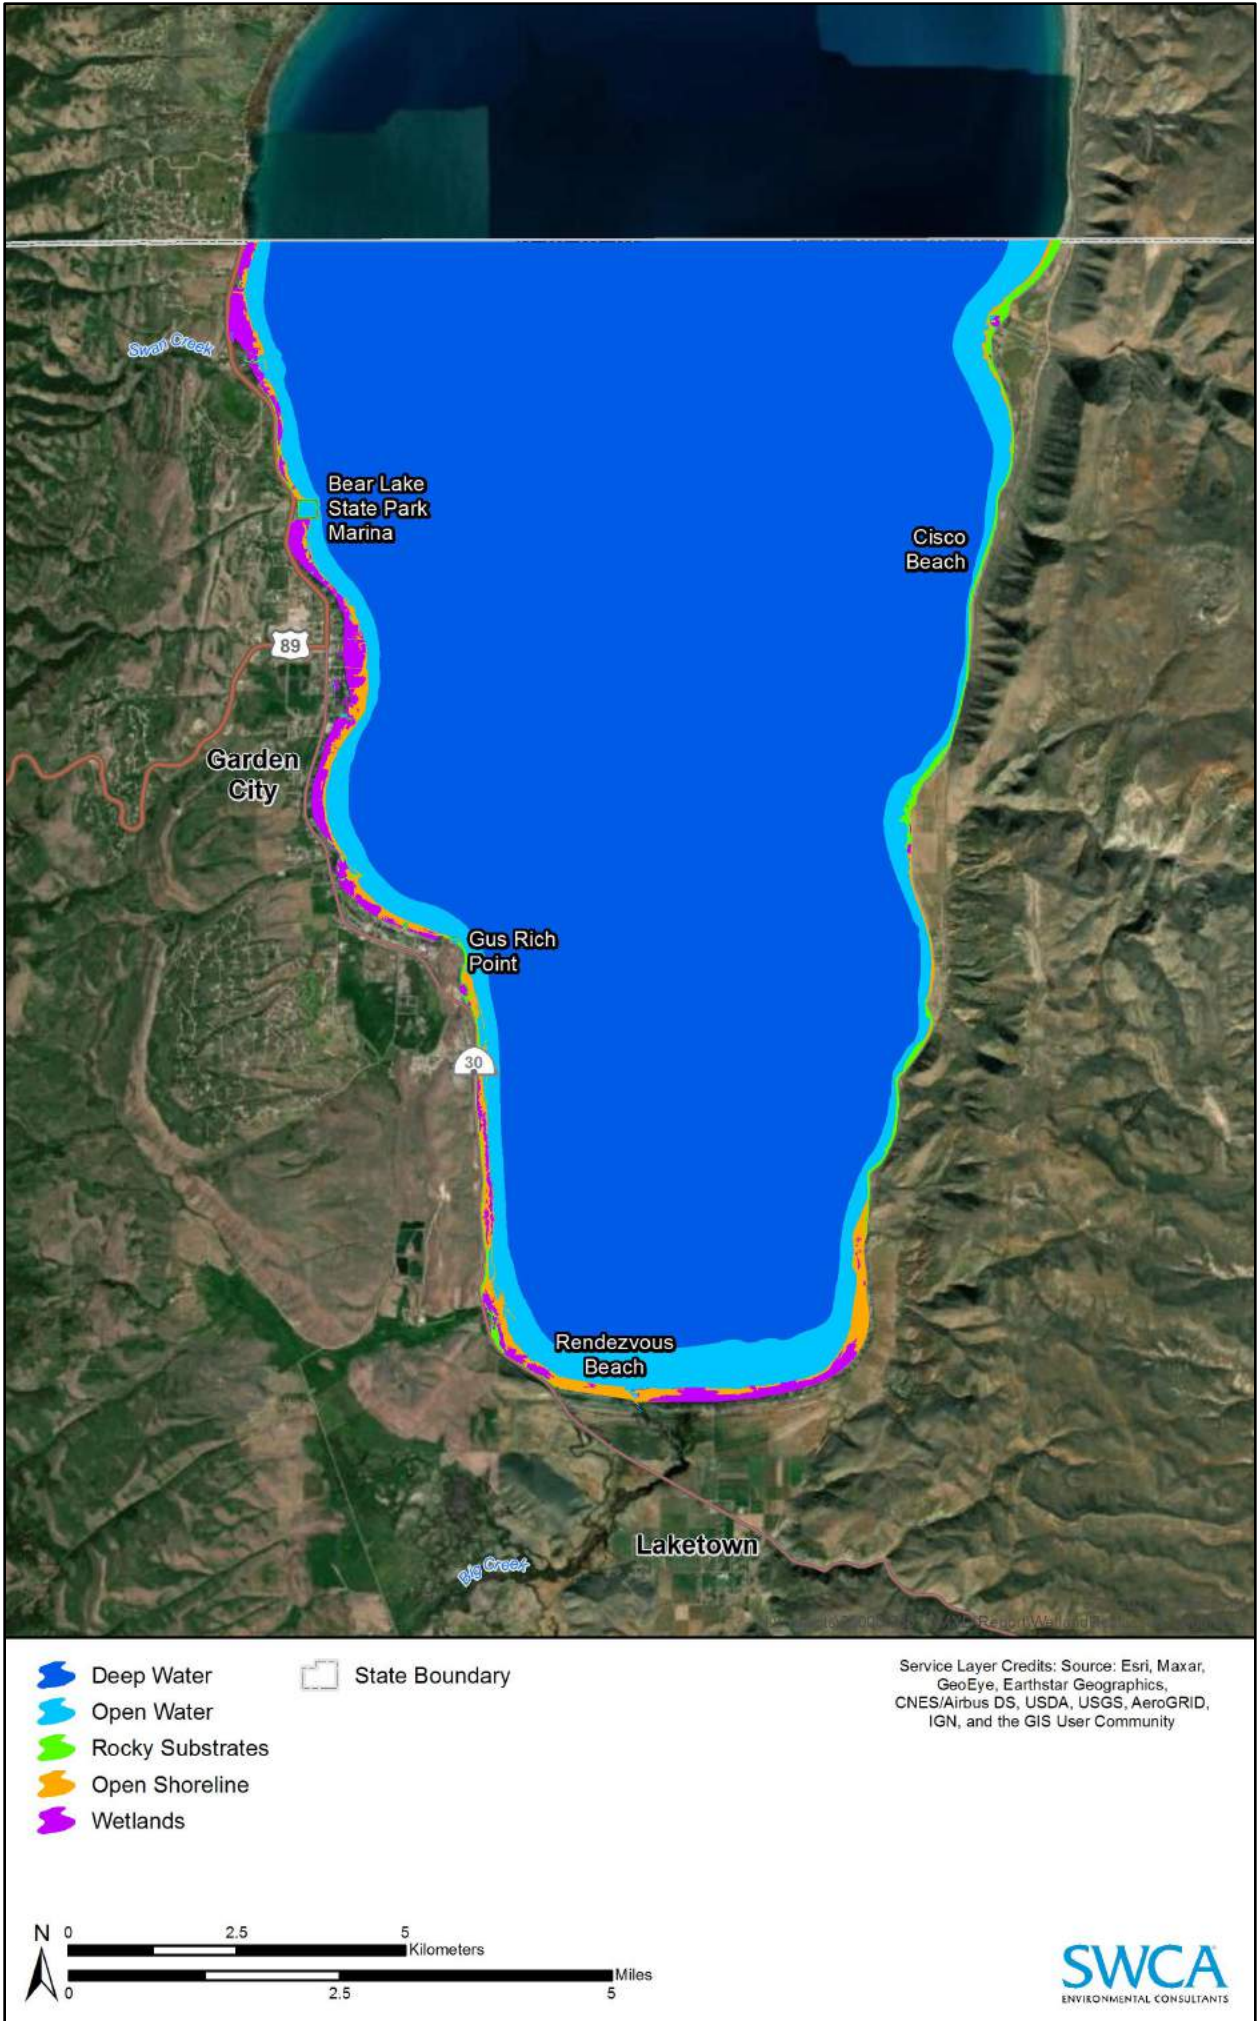 Swan Creek
Bear Lake
State Park
Marina
Cisco
Beach
89
Garden
City
Gus Rich
Point
30
Rendezvous
Beach
Laketown
Big Creek
Deep Water
Open Water
Rocky Substrates
Open Shoreline
Wetlands
State Boundary
Service Layer Credits: Source: Esri, Maxar,
GeoEye, Earthstar Geographics,
CNES/Airbus DS, USDA, USGS, AeroGRID,
IGN, and the GIS User Community
N
0 2.5 5
Kilometers
Miles
0 2.5 5
SWCA
ENVIRONMENTAL CONSULTANTS